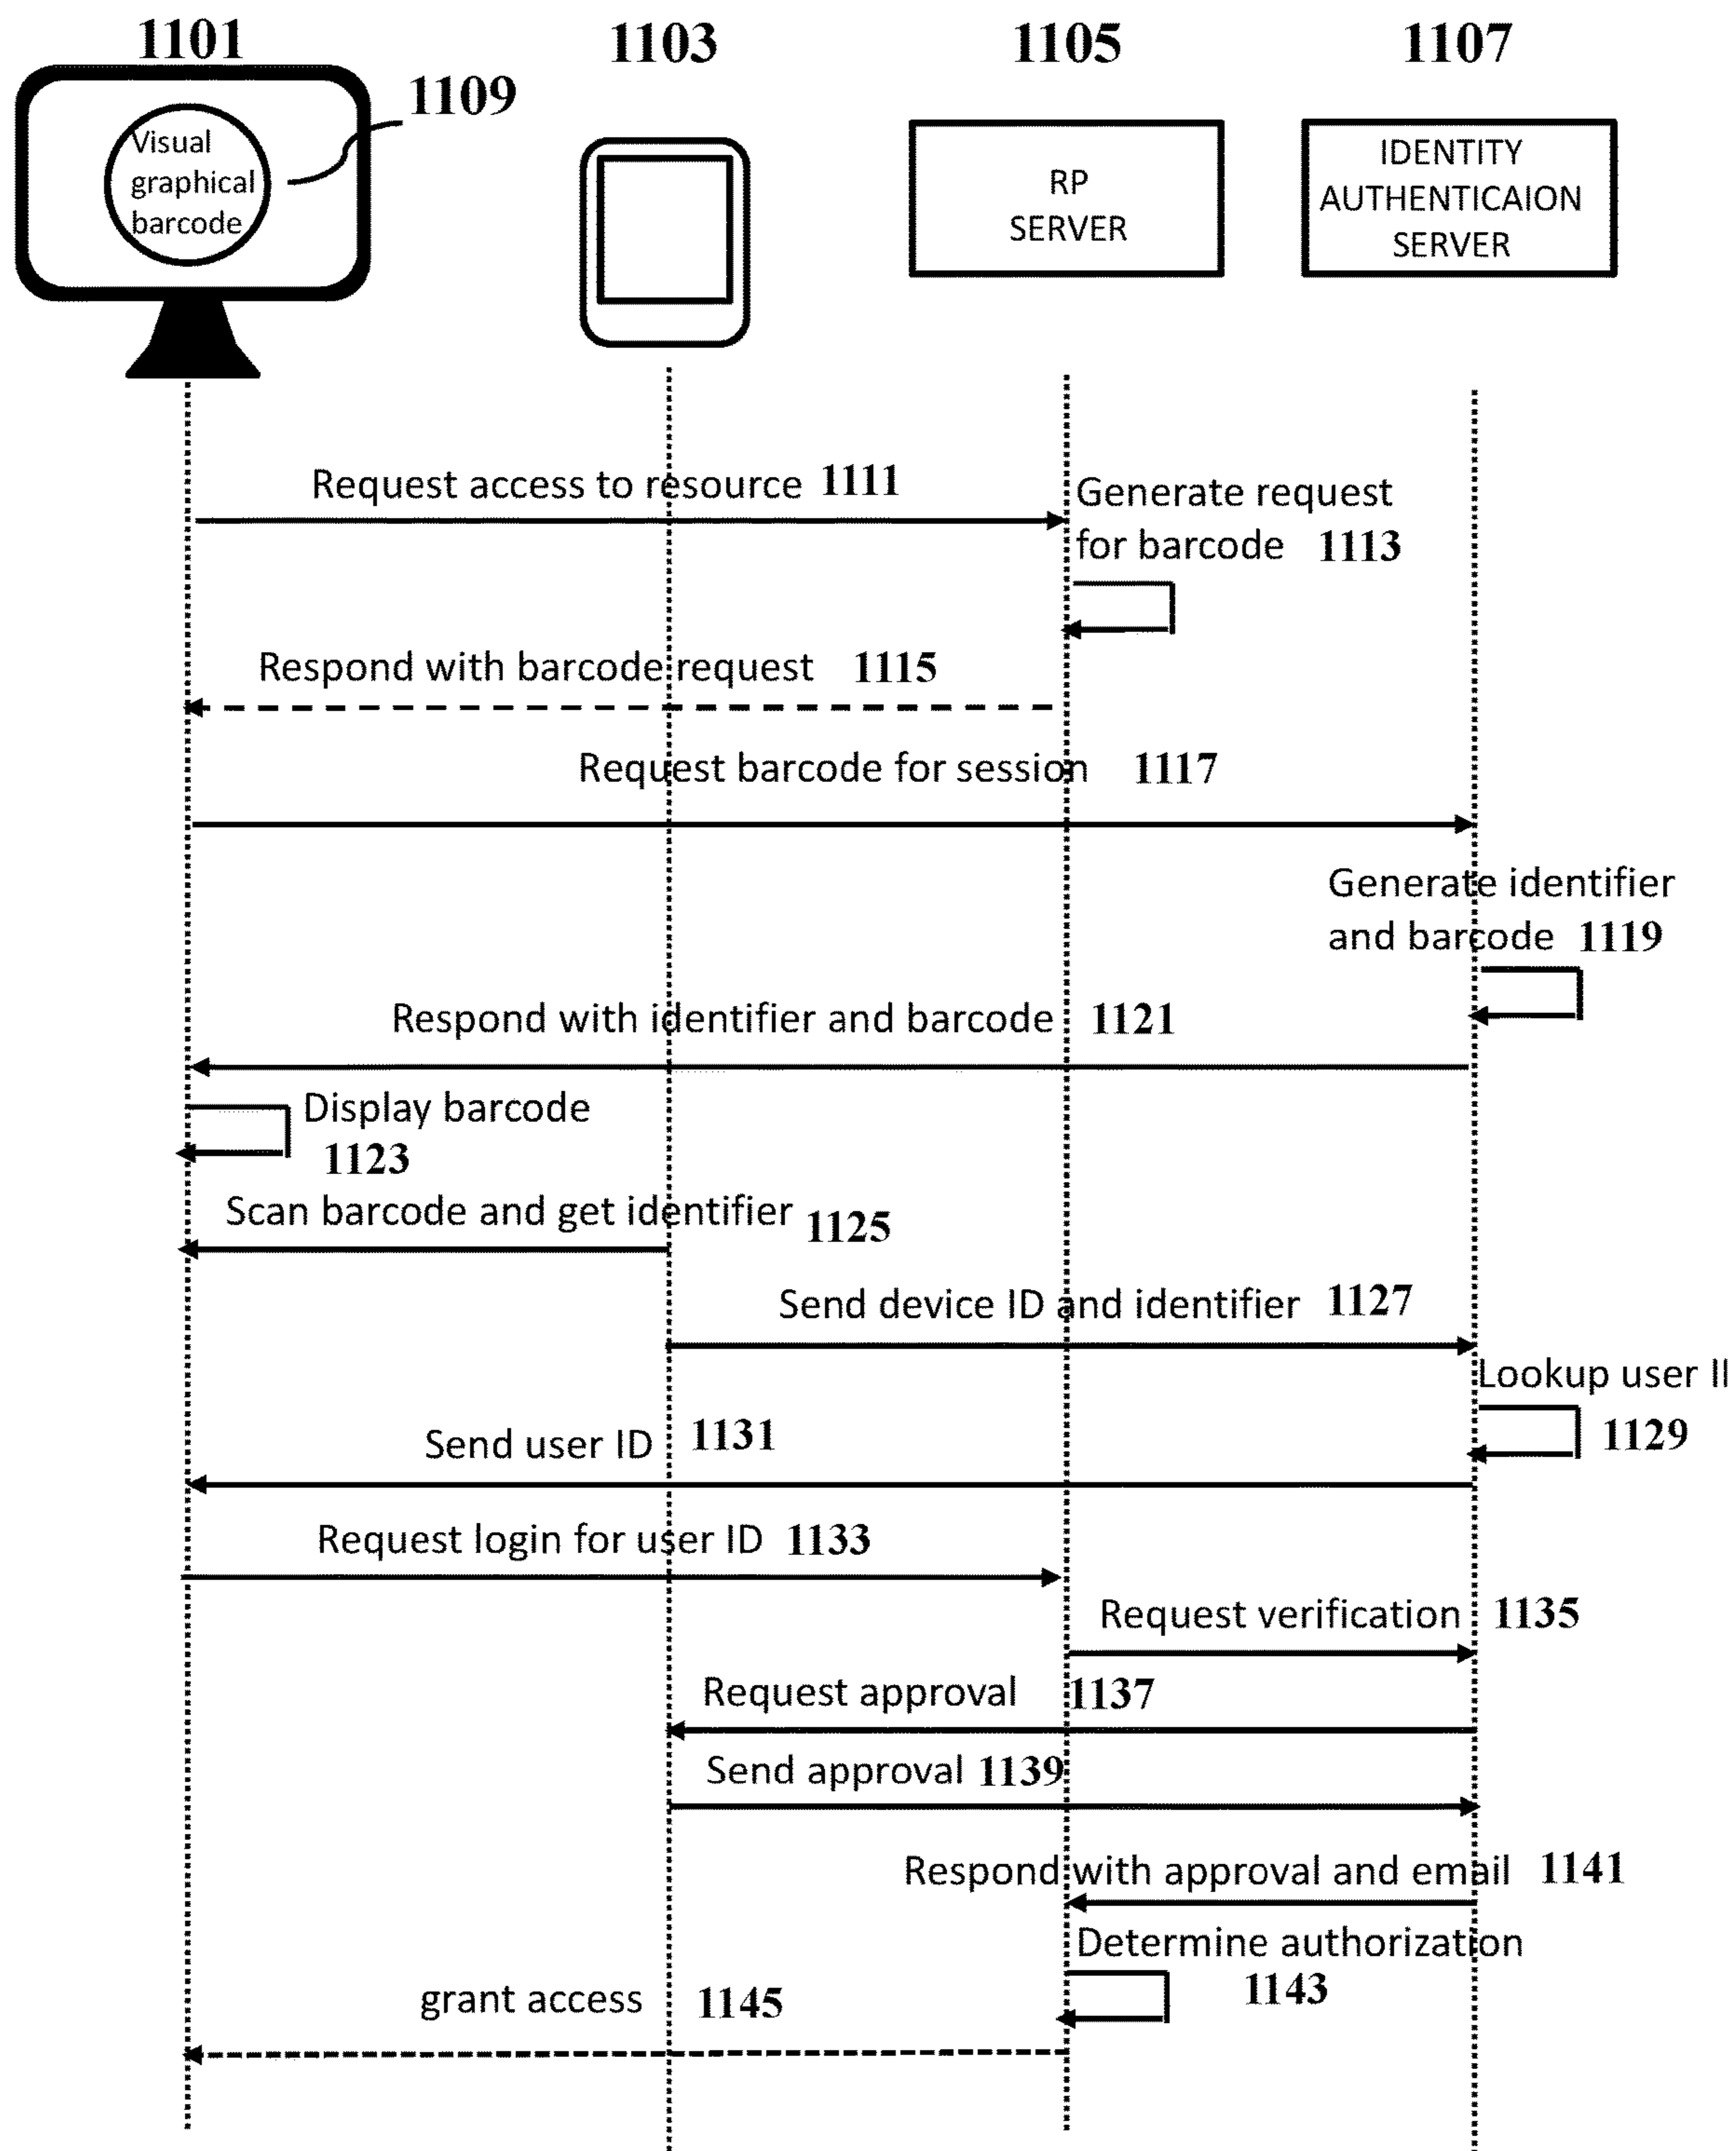 1101
1103
1105
1107
1109
Visual
graphical
barcode
RP
SERVER
IDENTITY
AUTHENTICAION
SERVER
Request access to resource 1111
Generate request
for barcode 1113
Respond with barcode request 1115
Request barcode for session 1117
Generate identifier
and barcode 1119
Respond with identifier and barcode 1121
Display barcode
1123
Scan barcode and get identifier 1125
Send device ID and identifier 1127
Lookup user II
1129
Send user ID 1131
Request login for user ID 1133
Request verification 1135
Request approval 1137
Send approval 1139
Respond with approval and email 1141
Determine authorization
1143
grant access 1145